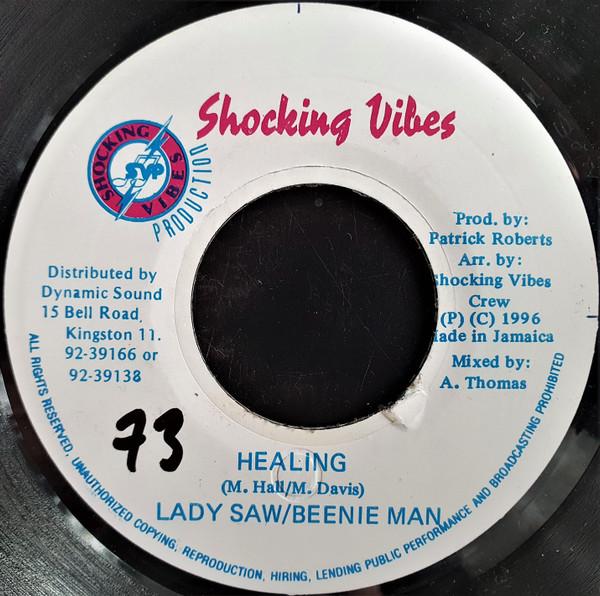 Shocking Vibes
SHOCKING
VIBES
SVP
PRODUCTION
Distributed by
Dynamic Sound
15 Bell Road,
Kingston 11.
92-39166 or
92-39138
Prod. by:
Patrick Roberts
Arr. by:
Shocking Vibes
Crew
(P) (C) 1996
Made in Jamaica
Mixed by:
A. Thomas
73
HEALING
(M. Hall/M. Davis)
LADY SAW/BEENIE MAN
ALL RIGHTS RESERVED. UNAUTHORIZED COPYING, REPRODUCTION, HIRING, LENDING PUBLIC PERFORMANCE AND BROADCASTING PROHIBITED